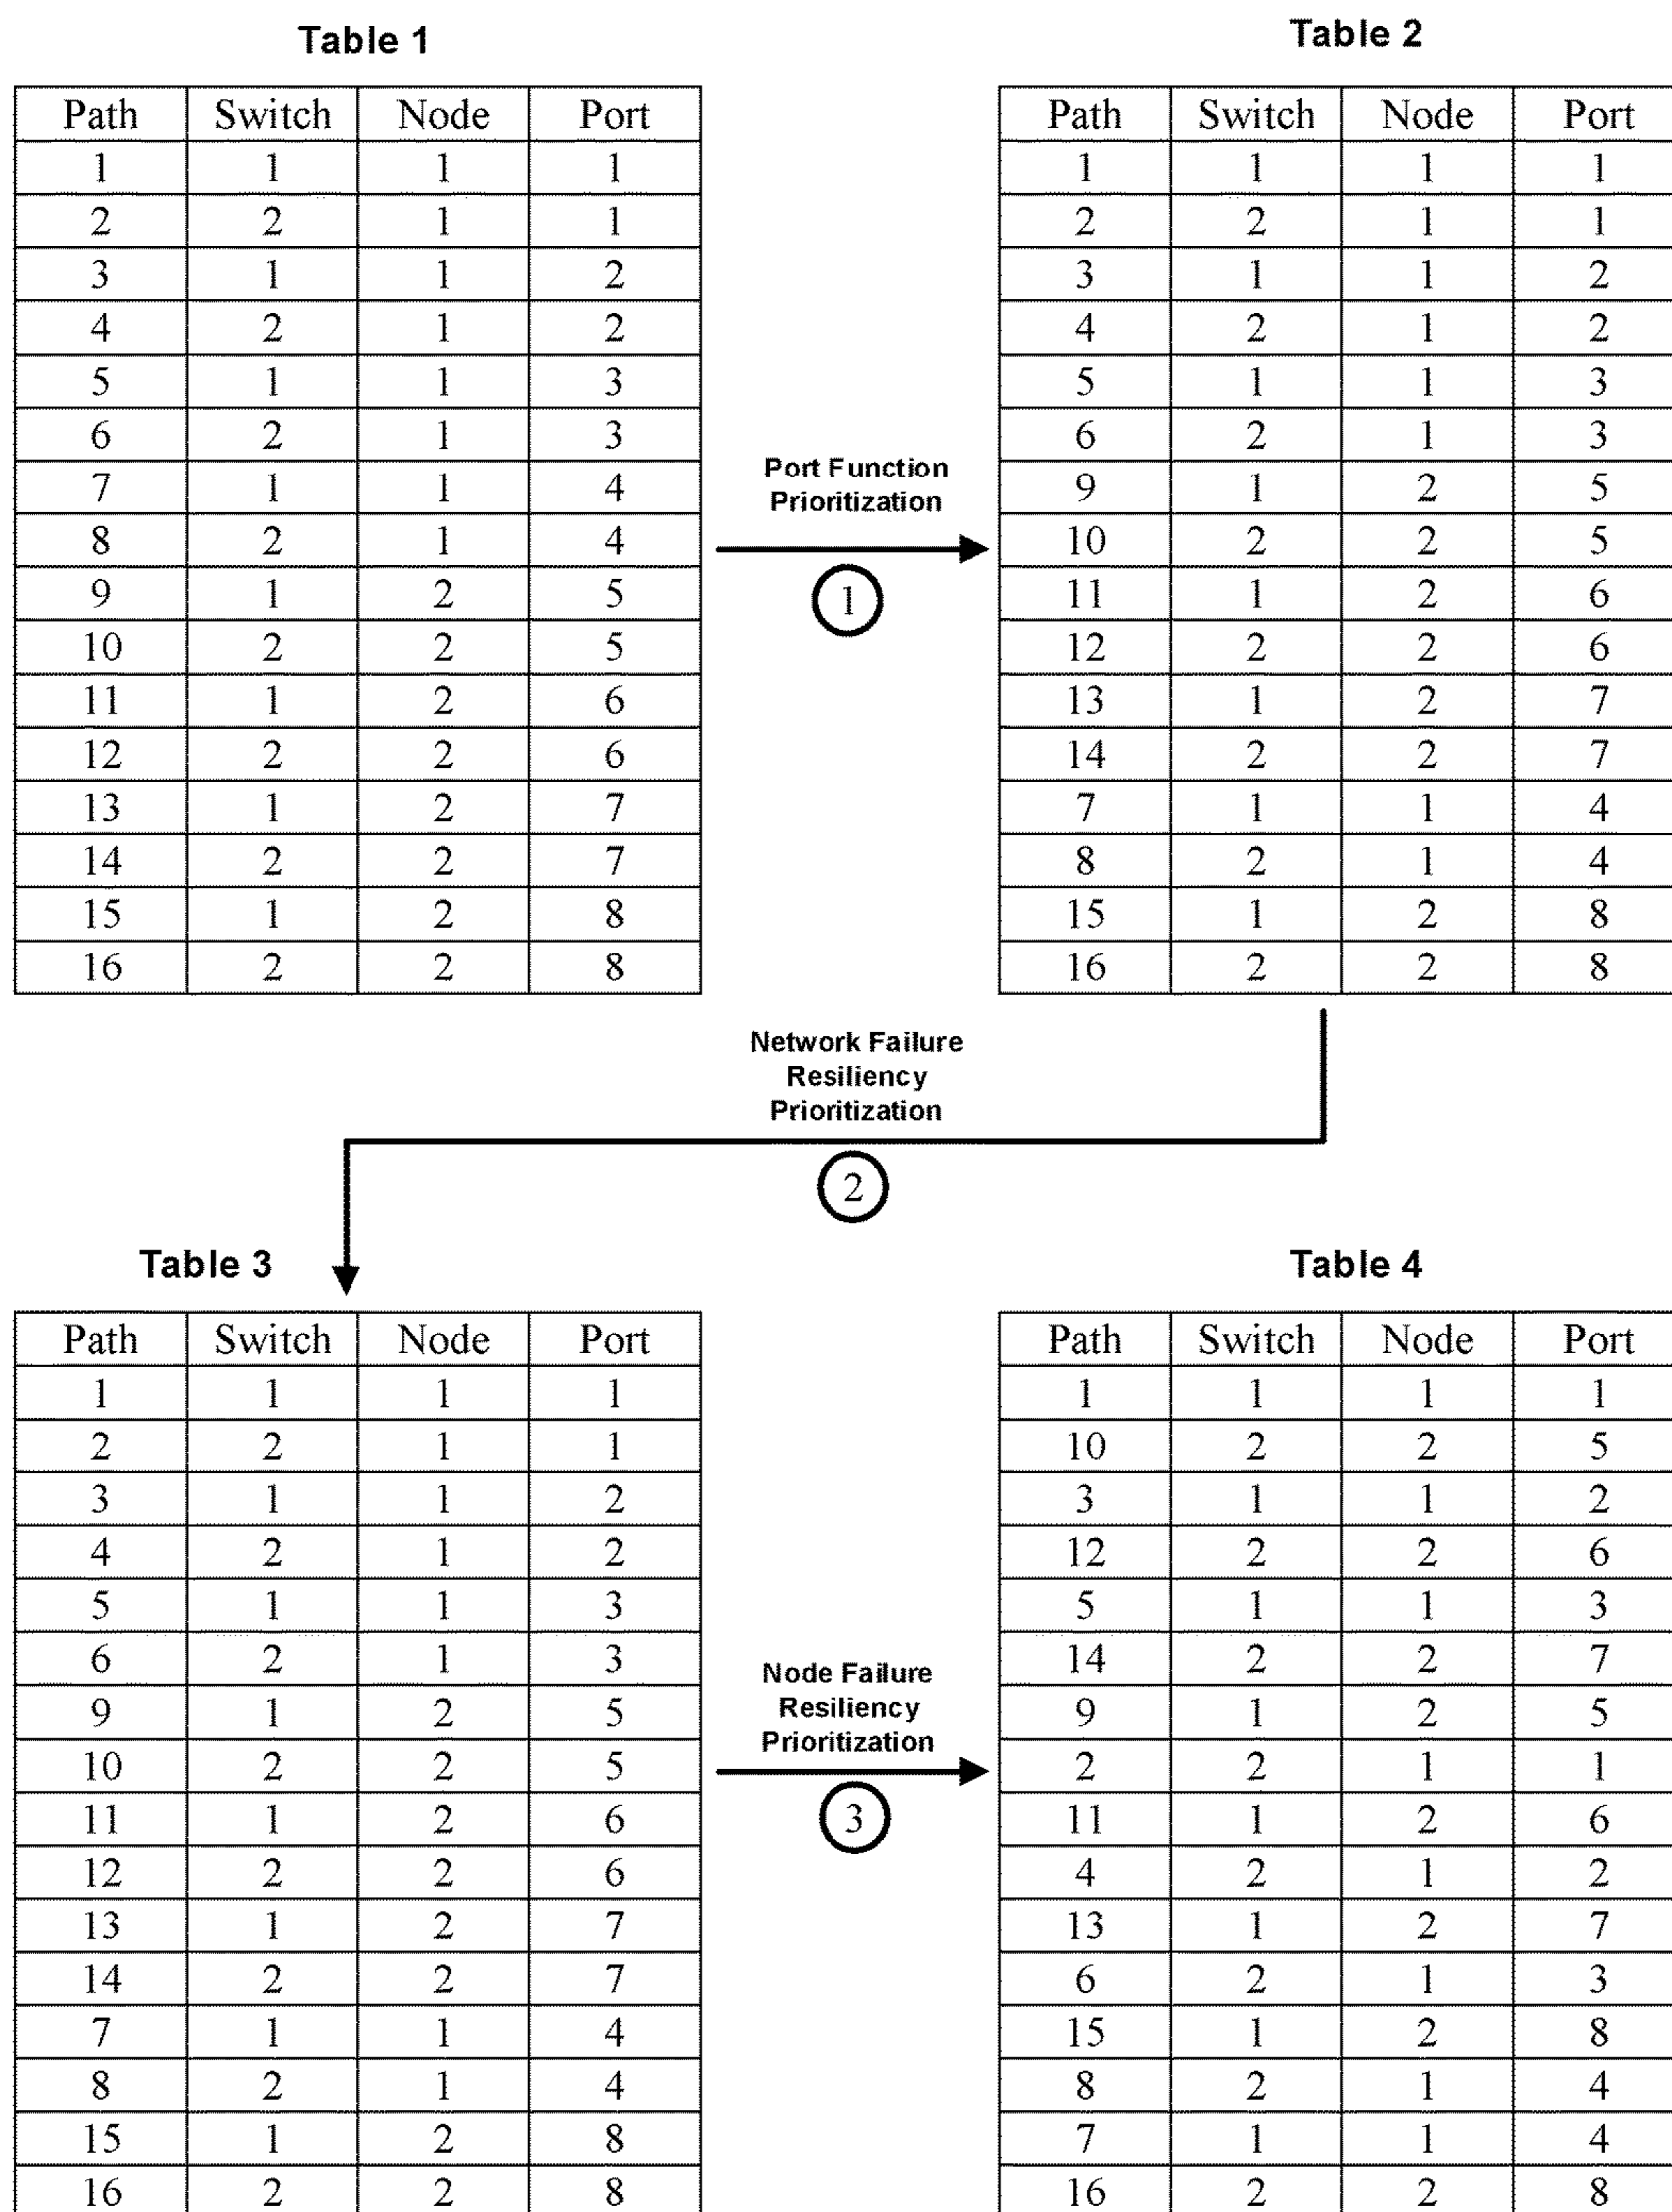 Table 1
Path Switch Node Port
1 1 1 1
2 2 1 1
3 1 1 2
4 2 1 2
5 1 1 3
6 2 1 3
7 1 1 4
8 2 1 4
9 1 2 5
10 2 2 5
11 1 2 6
12 2 2 6
13 1 2 7
14 2 2 7
15 1 2 8
16 2 2 8
Port Function
Prioritization
1
Table 2
Path Switch Node Port
1 1 1 1
2 2 1 1
3 1 1 2
4 2 1 2
5 1 1 3
6 2 1 3
9 1 2 5
10 2 2 5
11 1 2 6
12 2 2 6
13 1 2 7
14 2 2 7
7 1 1 4
8 2 1 4
15 1 2 8
16 2 2 8
Network Failure
Resiliency
Prioritization
2
Table 3
Path Switch Node Port
1 1 1 1
2 2 1 1
3 1 1 2
4 2 1 2
5 1 1 3
6 2 1 3
9 1 2 5
10 2 2 5
11 1 2 6
12 2 2 6
13 1 2 7
14 2 2 7
7 1 1 4
8 2 1 4
15 1 2 8
16 2 2 8
Node Failure
Resiliency
Prioritization
3
Table 4
Path Switch Node Port
1 1 1 1
10 2 2 5
3 1 1 2
12 2 2 6
5 1 1 3
14 2 2 7
9 1 2 5
2 2 1 1
11 1 2 6
4 2 1 2
13 1 2 7
6 2 1 3
15 1 2 8
8 2 1 4
7 1 1 4
16 2 2 8